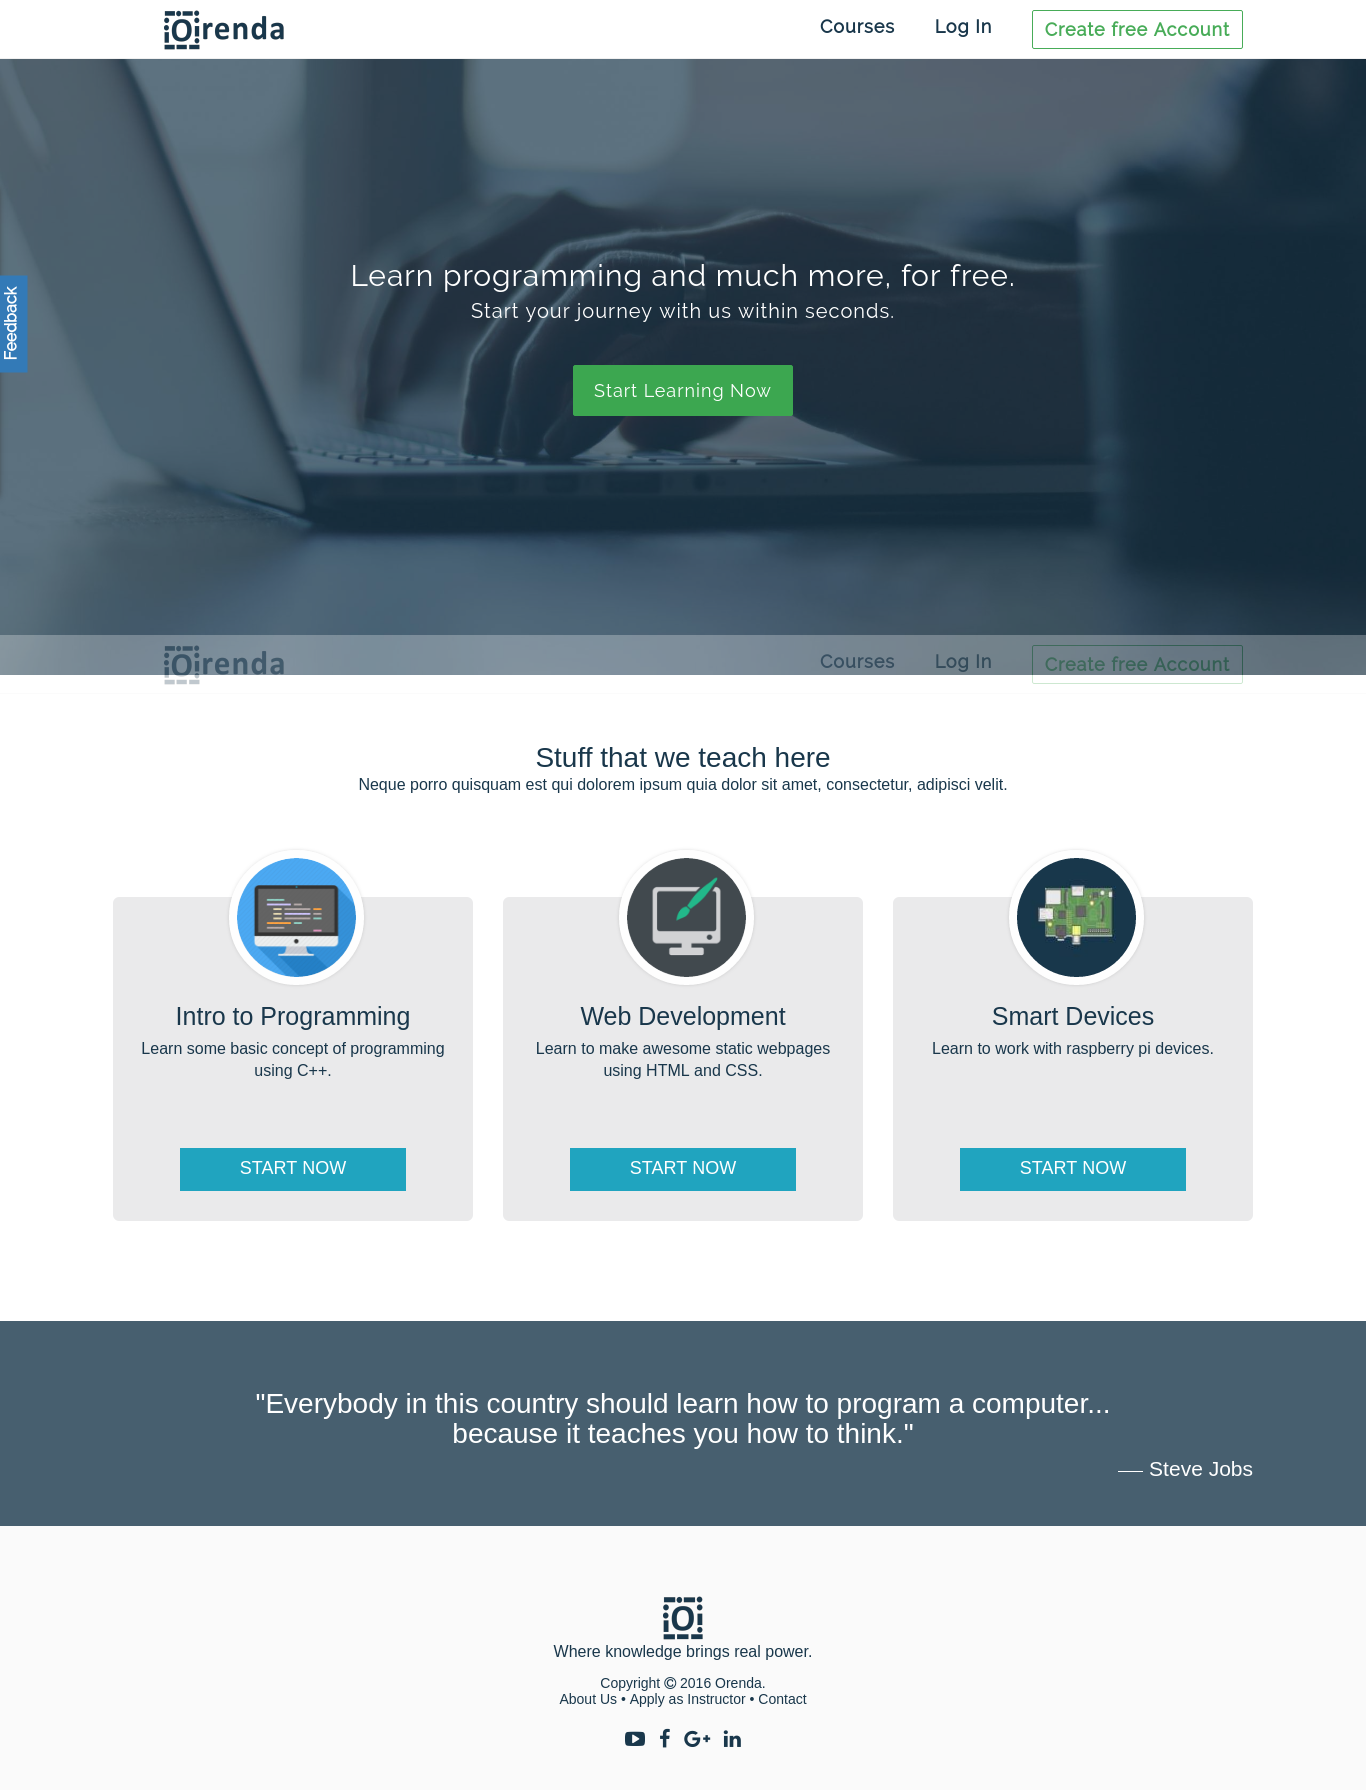 Orenda
Courses
Log In
Create free Account
Learn programming and much more, for free.
Start your journey with us within seconds.
Feedback
Start Learning Now
Orenda
Courses
Log In
Create free Account
Stuff that we teach here
Neque porro quisquam est qui dolorem ipsum quia dolor sit amet, consectetur, adipisci velit.
Intro to Programming
Learn some basic concept of programming
using C++.
START NOW
Web Development
Learn to make awesome static webpages
using HTML and CSS.
START NOW
Smart Devices
Learn to work with raspberry pi devices.
START NOW
"Everybody in this country should learn how to program a computer...
because it teaches you how to think."
Steve Jobs
O
Where knowledge brings real power.
Copyright © 2016 Orenda.
About Us • Apply as Instructor • Contact